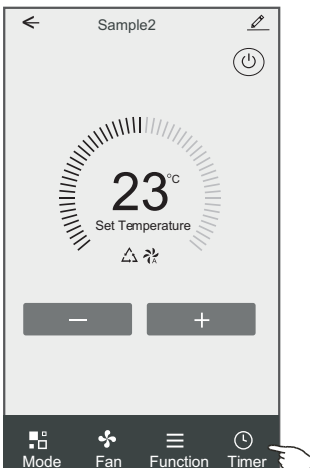 Sample2
23°C
Set Temperature
A
— +
Mode Fan Function Timer